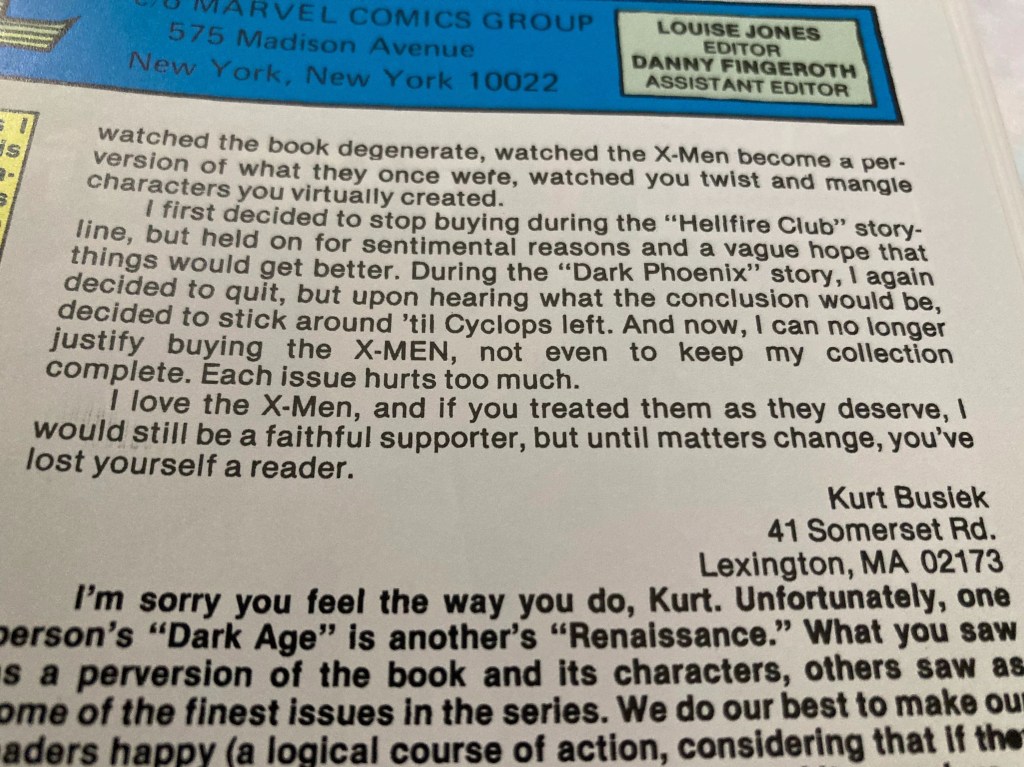 c/o MARVEL COMICS GROUP
575 Madison Avenue
New York, New York 10022
LOUISE JONES
EDITOR
DANNY FINGEROTH
ASSISTANT EDITOR
watched the book degenerate, watched the X-Men become a per-
version of what they once were, watched you twist and mangle
characters you virtually created.
I first decided to stop buying during the "Hellfire Club" story-
line, but held on for sentimental reasons and a vague hope that
things would get better. During the "Dark Phoenix" story, I again
decided to quit, but upon hearing what the conclusion would be,
decided to stick around 'til Cyclops left. And now, I can no longer
justify buying the X-MEN, not even to keep my collection
complete. Each issue hurts too much.
I love the X-Men, and if you treated them as they deserve, I
would still be a faithful supporter, but until matters change, you've
lost yourself a reader.
Kurt Busiek
41 Somerset Rd.
Lexington, MA 02173
I'm sorry you feel the way you do, Kurt. Unfortunately, one
person's "Dark Age" is another's "Renaissance." What you saw
s a perversion of the book and its characters, others saw as
ome of the finest issues in the series. We do our best to make our
aders happy (a logical course of action, considering that if the